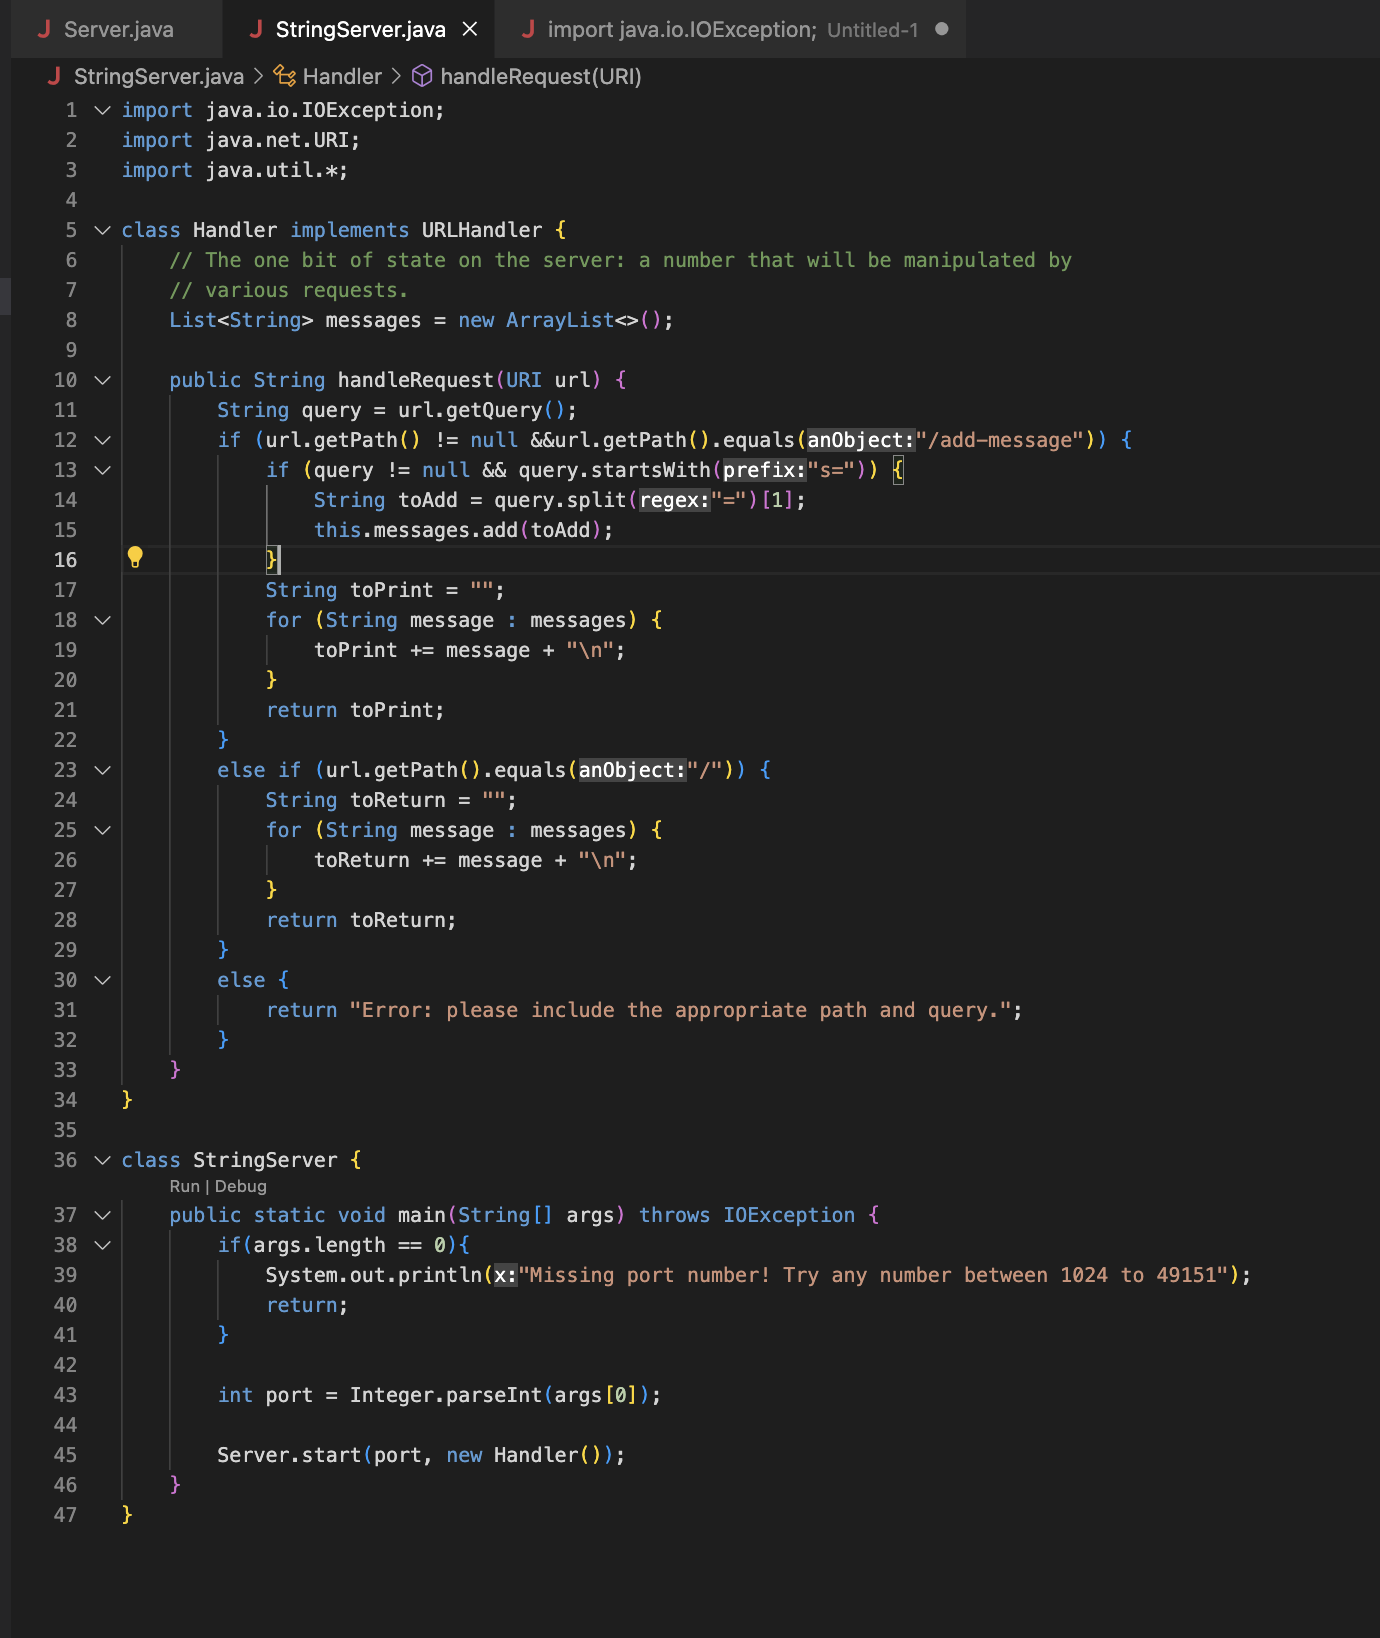 Server.java StringServer.java import java.io.IOException; Untitled-1
StringServer.java > Handler > handleRequest(URI)
1 import java.io.IOException;
2 import java.net.URI;
3 import java.util.*;
4
5 class Handler implements URLHandler {
6 // The one bit of state on the server: a number that will be manipulated by
7 // various requests.
8 List<String> messages = new ArrayList<>();
9
10 public String handleRequest(URI url) {
11 String query = url.getQuery();
12 if (url.getPath() != null &&url.getPath().equals(anObject:"/add-message")) {
13 if (query != null && query.startsWith(prefix:"s=")) {
14 String toAdd = query.split(regex:"=")[1];
15 this.messages.add(toAdd);
16 }
17 String toPrint = "";
18 for (String message : messages) {
19 toPrint += message + "\n";
20 }
21 return toPrint;
22 }
23 else if (url.getPath().equals(anObject:"/")) {
24 String toReturn = "";
25 for (String message : messages) {
26 toReturn += message + "\n";
27 }
28 return toReturn;
29 }
30 else {
31 return "Error: please include the appropriate path and query.";
32 }
33 }
34 }
35
36 class StringServer {
Run | Debug
37 public static void main(String[] args) throws IOException {
38 if(args.length == 0){
39 System.out.println(x:"Missing port number! Try any number between 1024 to 49151");
40 return;
41 }
42
43 int port = Integer.parseInt(args[0]);
44
45 Server.start(port, new Handler());
46 }
47 }